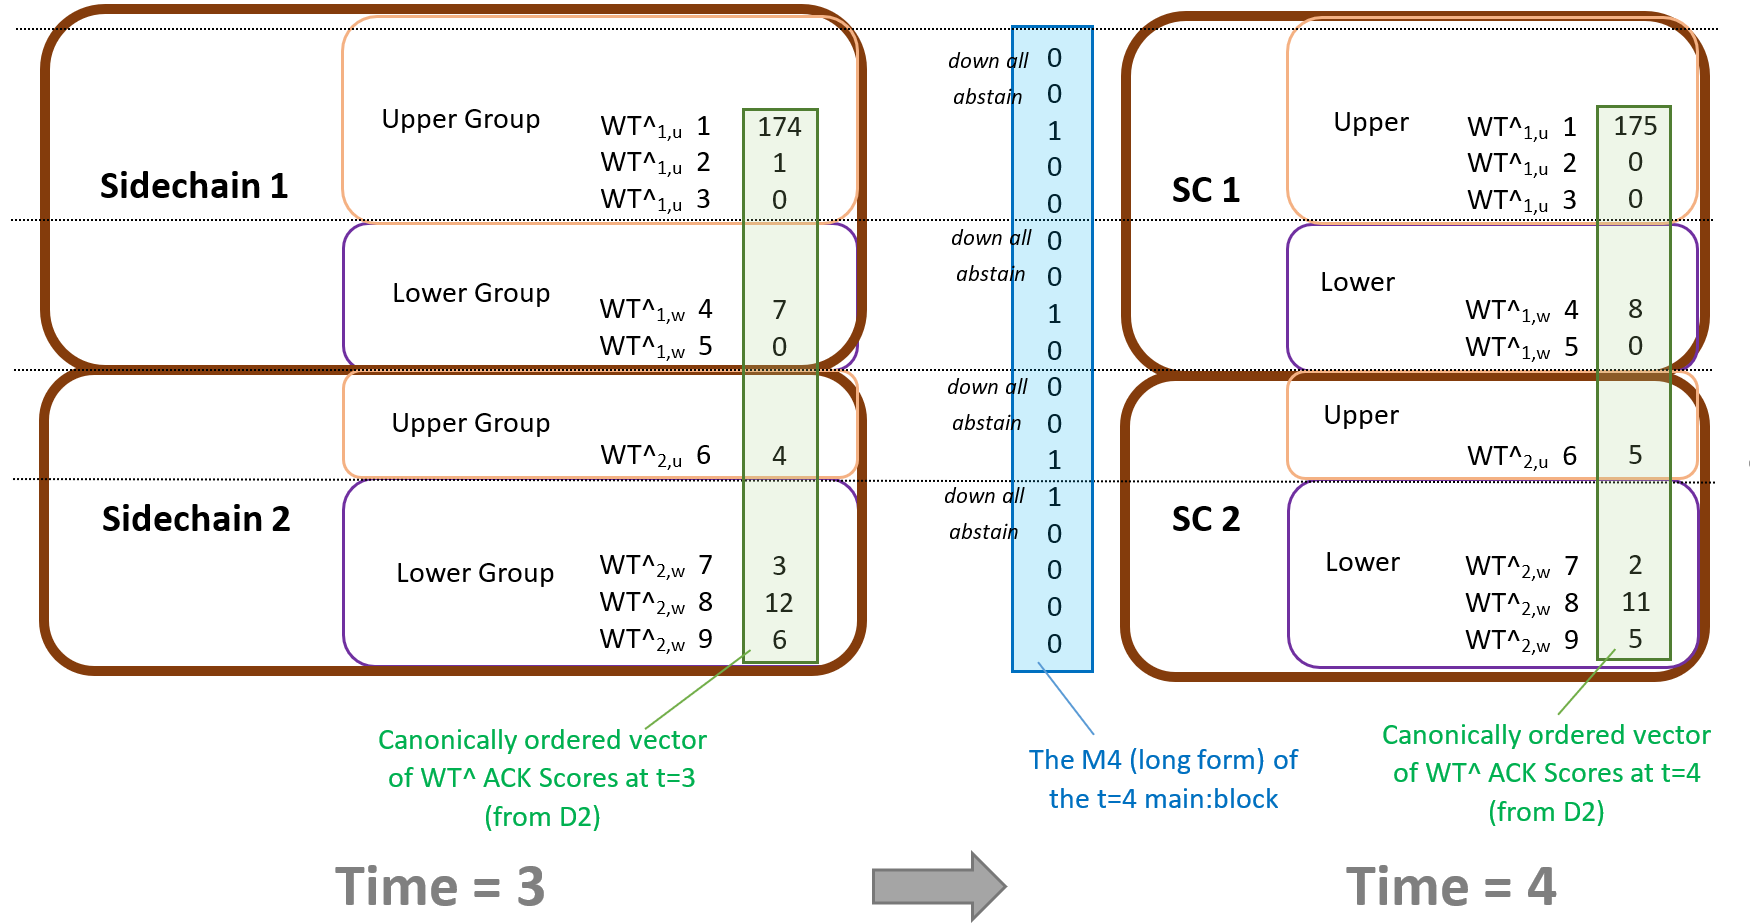 Sidechain 1
Upper Group
WT^1,u 1 174
WT^1,u 2 1
WT^1,u 3 0
Lower Group
WT^1,w 4 7
WT^1,w 5 0
Sidechain 2
Upper Group
WT^2,u 6 4
Lower Group
WT^2,w 7 3
WT^2,w 8 12
WT^2,w 9 6
Canonically ordered vector
of WT^ ACK Scores at t=3
(from D2)
Time = 3
down all 0
abstain 0
1
0
0
down all 0
abstain 0
1
0
down all 0
abstain 0
1
down all 1
abstain 0
0
0
0
The M4 (long form) of
the t=4 main:block
SC 1
Upper
WT^1,u 1 175
WT^1,u 2 0
WT^1,u 3 0
Lower
WT^1,w 4 8
WT^1,w 5 0
SC 2
Upper
WT^2,u 6 5
Lower
WT^2,w 7 2
WT^2,w 8 11
WT^2,w 9 5
Canonically ordered vector
of WT^ ACK Scores at t=4
(from D2)
Time = 4